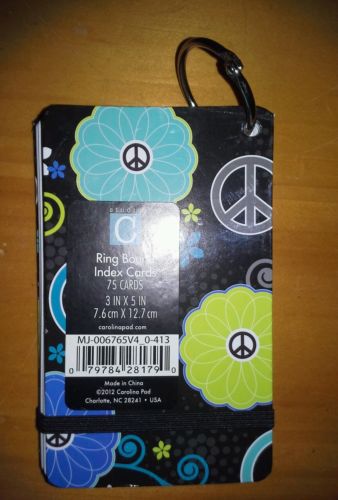 C
Ring Bound
Index Cards
75 CARDS
3 IN X 5 IN
7.6 cm X 12.7 cm
carolinapad.com
MJ-006765V4_0-413
0 79784 28179 0
Made in China
©2012 Carolina Pad
Charlotte, NC 28241 • USA